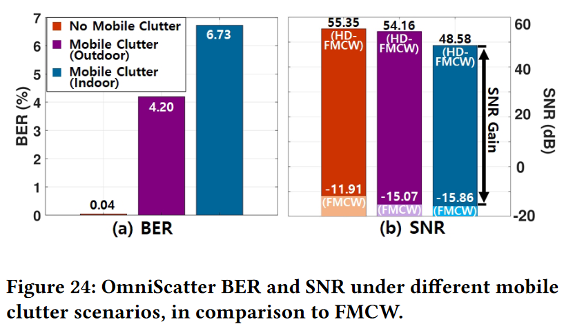 7
6
5
4
3
2
1
0
BER (%)
No Mobile Clutter
Mobile Clutter
(Outdoor)
Mobile Clutter
(Indoor)
0.04
4.20
6.73
(a) BER
55.35
(HD-
FMCW)
54.16
(HD-
FMCW)
48.58
(HD-
FMCW)
SNR Gain
-11.91
(FMCW)
-15.07
(FMCW)
-15.86
(FMCW)
60
40
20
0
-20
SNR (dB)
(b) SNR
Figure 24: OmniScatter BER and SNR under different mobile
clutter scenarios, in comparison to FMCW.